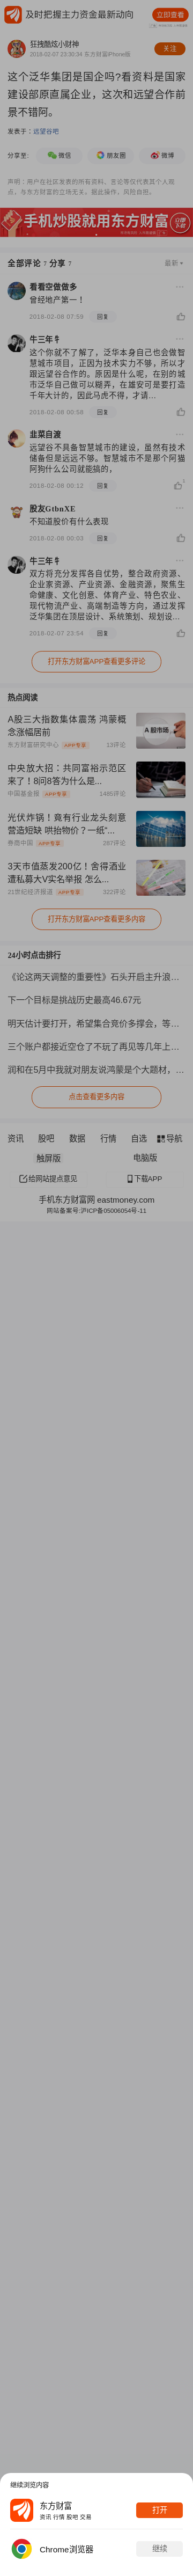 及时把握主力资金最新动向
立即查看
狂拽酷炫小财神
2018-02-07 23:30:34 东方财富iPhone版
关注
这个泛华集团是国企吗?看资料是国家
建设部原直属企业，这次和远望合作前
景不错阿。
发表于：远望谷吧
分享至:
微信
朋友圈
微博
声明：用户在社区发表的所有资料、言论等仅代表其个人观
点，与东方财富的立场无关，据此操作，风险自担。
手机炒股就用东方财富
立即下载
全部评论 7 分享 7
最新
看看空做做多
曾经地产第一！
2018-02-08 07:59
回复
牛三年
这个你就不了解了，泛华本身自己也会做智
慧城市项目，正因为技术实力不够，所以才
跟远望谷合作的。原因是什么呢，在别的城
市泛华自己做可以糊弄，在雄安可是要打造
千年大计的，因此马虎不得，才请...
2018-02-08 00:56
回复
韭菜自渡
远望谷不具备智慧城市的建设，虽然有技术
储备但是远远不够。智慧城市不是那个阿猫
阿狗什么公司就能搞的，
2018-02-08 00:12
回复
1
股友GtbnXE
不知道股价有什么表现
2018-02-08 00:03
回复
牛三年
双方将充分发挥各自优势，整合政府资源、
企业家资源、产业资源、金融资源，聚焦生
命健康、文化创意、体育产业、特色农业、
现代物流产业、高端制造等方向，通过发挥
泛华集团在顶层设计、系统策划、规划设...
2018-02-07 23:54
回复
打开东方财富APP查看更多评论
热点阅读
A股三大指数集体震荡 鸿蒙概
念涨幅居前
东方财富研究中心
APP专享
13评论
A 股市场
中央放大招：共同富裕示范区
来了！8问8答为什么是...
中国基金报
APP专享
1485评论
光伏炸锅！竟有行业龙头刻意
营造短缺 哄抬物价？一纸“...
券商中国
APP专享
287评论
3天市值蒸发200亿！舍得酒业
遭私募大V实名举报 怎么...
21世纪经济报道
APP专享
322评论
打开东方财富APP查看更多内容
24小时点击排行
《论这两天调整的重要性》石头开启主升浪...
下一个目标是挑战历史最高46.67元
明天估计要打开，希望集合竞价多撑会，等...
三个账户都接近空仓了不玩了再见等几年上...
润和在5月中我就对朋友说鸿蒙是个大题材，...
点击查看更多内容
资讯
股吧
数据
行情
自选
导航
触屏版
电脑版
给网站提点意见
下载APP
手机东方财富网 eastmoney.com
网站备案号:沪ICP备05006054号-11
继续浏览内容
东方财富
资讯 行情 股吧 交易
打开
Chrome浏览器
继续